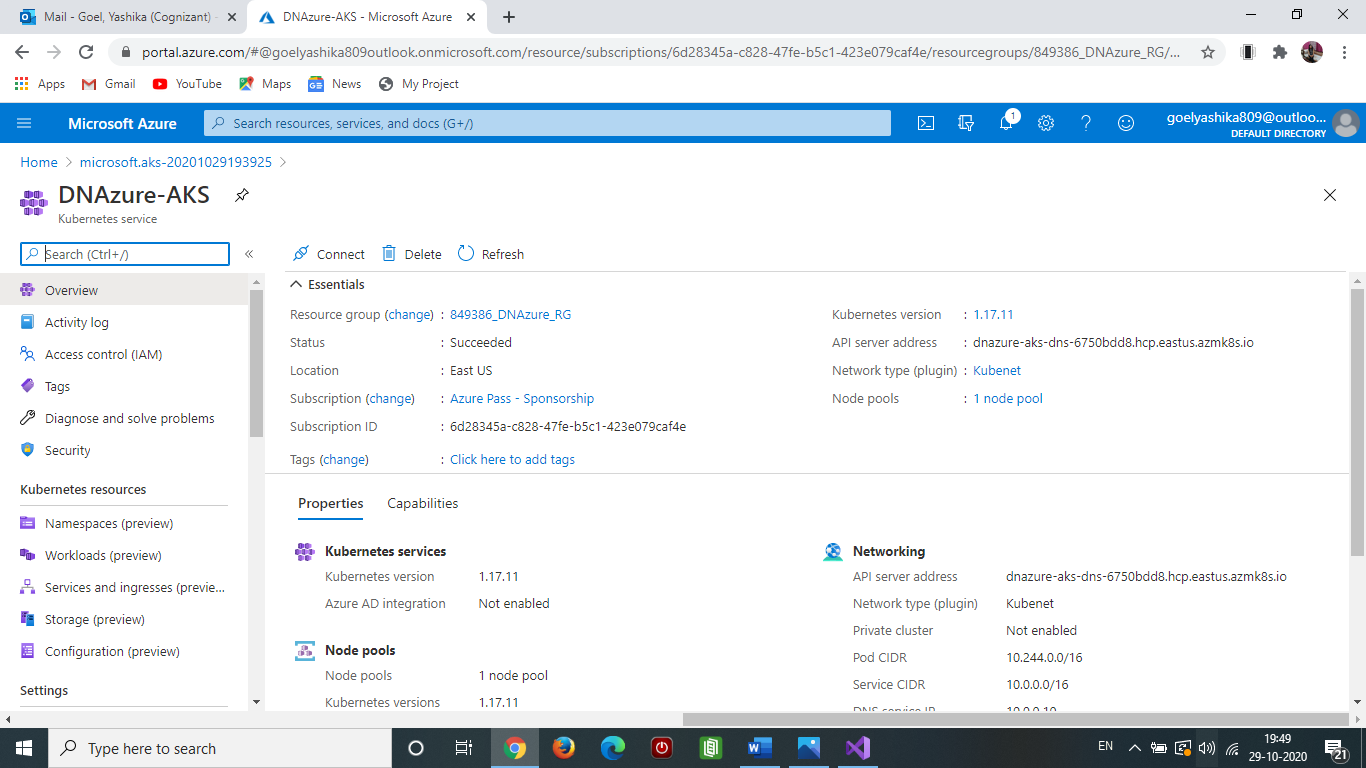 Mail - Goel, Yashika (Cognizant) -
DNAzure-AKS - Microsoft Azure
portal.azure.com/#@goelyashika809outlook.onmicrosoft.com/resource/subscriptions/6d28345a-c828-47fe-b5c1-423e079caf4e/resourcegroups/849386_DNAzure_RG/...
Apps Gmail YouTube Maps News My Project
Microsoft Azure
Search resources, services, and docs (G+/)
1
goelyashika809@outloo...
DEFAULT DIRECTORY
Home > microsoft.aks-20201029193925 >
DNAzure-AKS
Kubernetes service
Search (Ctrl+/)
«
Connect Delete Refresh
Overview
Activity log
Access control (IAM)
Tags
Diagnose and solve problems
Security
Kubernetes resources
Namespaces (preview)
Workloads (preview)
Services and ingresses (previe...
Storage (preview)
Configuration (preview)
Settings
Essentials
Resource group (change) : 849386_DNAzure_RG
Status : Succeeded
Location : East US
Subscription (change) : Azure Pass - Sponsorship
Subscription ID : 6d28345a-c828-47fe-b5c1-423e079caf4e
Tags (change) : Click here to add tags
Kubernetes version : 1.17.11
API server address : dnazure-aks-dns-6750bdd8.hcp.eastus.azmk8s.io
Network type (plugin) : Kubenet
Node pools : 1 node pool
Properties Capabilities
Kubernetes services
Kubernetes version 1.17.11
Azure AD integration Not enabled
Node pools
Node pools 1 node pool
Kubernetes versions 1.17.11
Networking
API server address dnazure-aks-dns-6750bdd8.hcp.eastus.azmk8s.io
Network type (plugin) Kubenet
Private cluster Not enabled
Pod CIDR 10.244.0.0/16
Service CIDR 10.0.0.0/16
DNS service IP 10.0.0.10
Type here to search
EN
19:49
29-10-2020
21